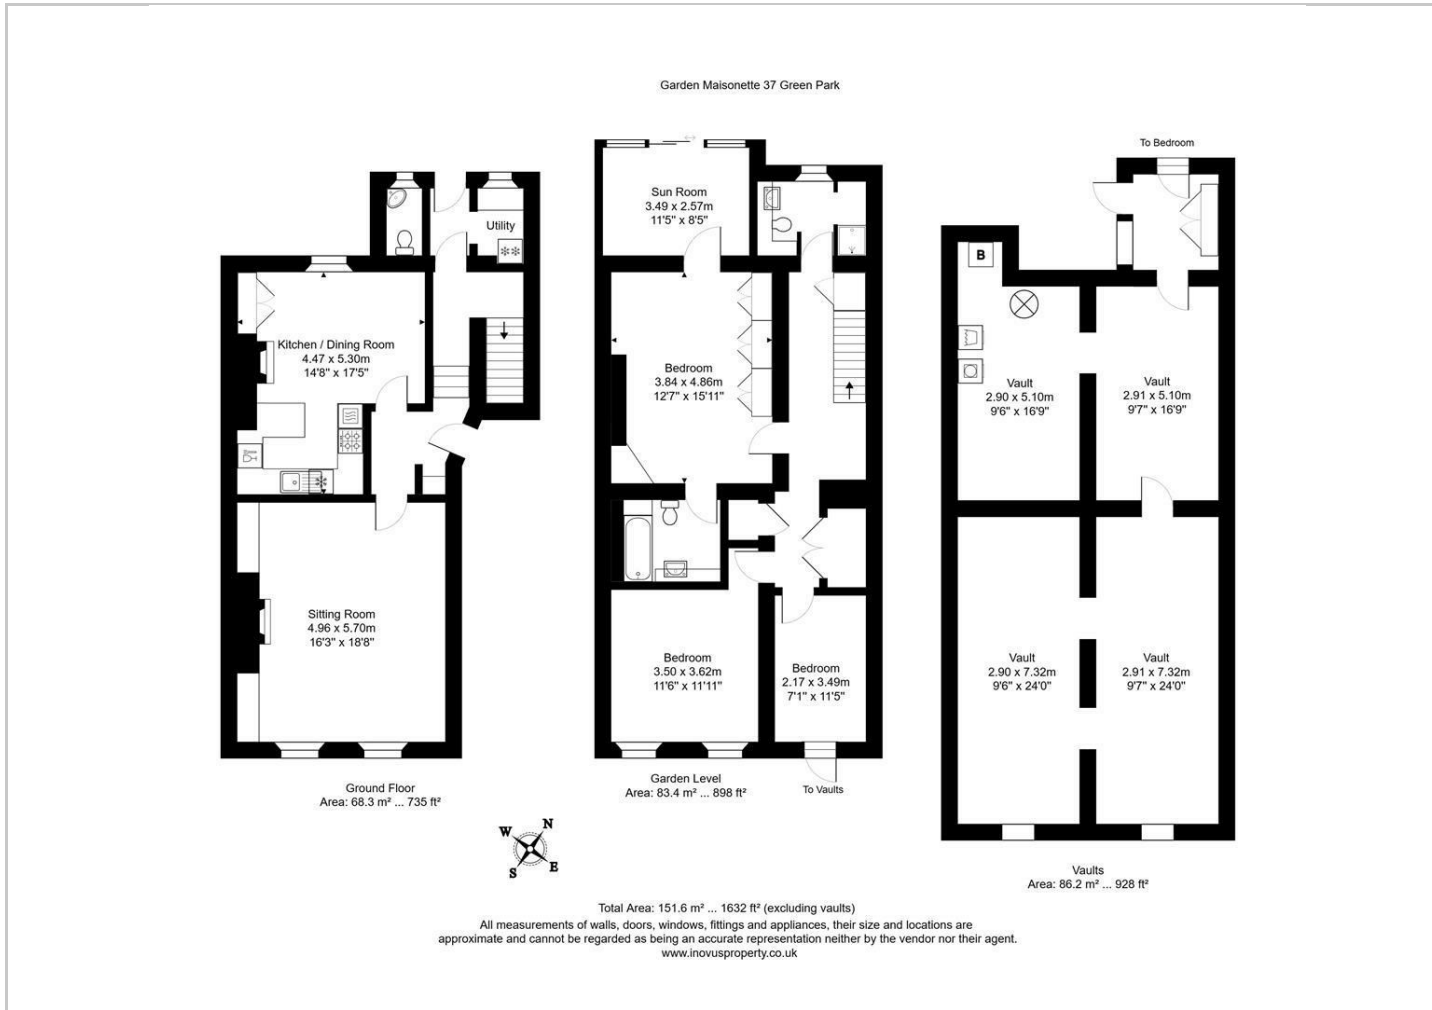 Garden Maisonette 37 Green Park
Utility
Kitchen / Dining Room
4.47 x 5.30m
14'8" x 17'5"
Sitting Room
4.96 x 5.70m
16'3" x 18'8"
Ground Floor
Area: 68.3 m² ... 735 ft²
Sun Room
3.49 x 2.57m
11'5" x 8'5"
Bedroom
3.84 x 4.86m
12'7" x 15'11"
Bedroom
3.50 x 3.62m
11'6" x 11'11"
Bedroom
2.17 x 3.49m
7'1" x 11'5"
Garden Level
Area: 83.4 m² ... 898 ft²
To Vaults
To Bedroom
B
Vault
2.90 x 5.10m
9'6" x 16'9"
Vault
2.91 x 5.10m
9'7" x 16'9"
Vault
2.90 x 7.32m
9'6" x 24'0"
Vault
2.91 x 7.32m
9'7" x 24'0"
Vaults
Area: 86.2 m² ... 928 ft²
N
W
E
S
Total Area: 151.6 m² ... 1632 ft² (excluding vaults)
All measurements of walls, doors, windows, fittings and appliances, their size and locations are
approximate and cannot be regarded as being an accurate representation neither by the vendor nor their agent.
www.inovusproperty.co.uk